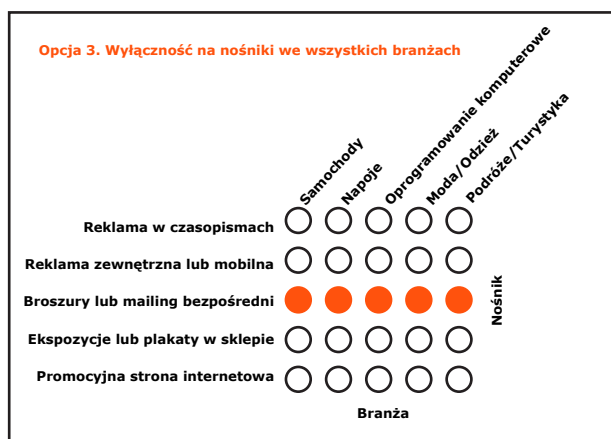 Opcja 3. Wyłączność na nośniki we wszystkich branżach
Samochody
Napoje
Oprogramowanie komputerowe
Moda/Odzież
Podróże/Turystyka
Reklama w czasopismach
Reklama zewnętrzna lub mobilna
Broszury lub mailing bezpośredni
Ekspozycje lub plakaty w sklepie
Promocyjna strona internetowa
Nośnik
Branża